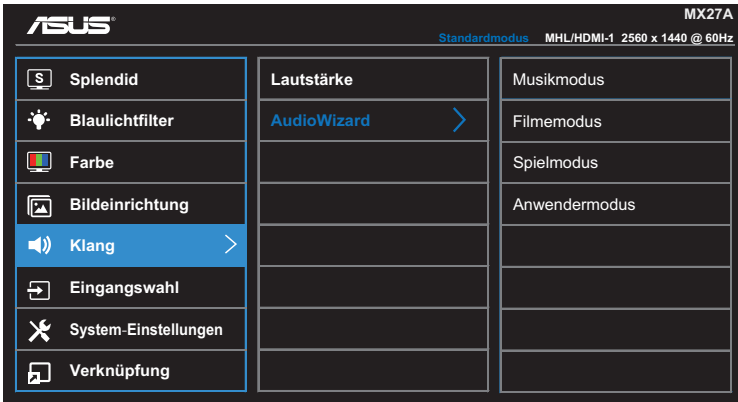 ASUS
MX27A
Standardmodus MHL/HDMI-1 2560 x 1440 @ 60Hz
S Splendid
Blaulichtfilter
Farbe
Bildeinrichtung
Klang
Eingangswahl
System-Einstellungen
Verknüpfung
Lautstärke
AudioWizard
Musikmodus
Filmemodus
Spielmodus
Anwendermodus